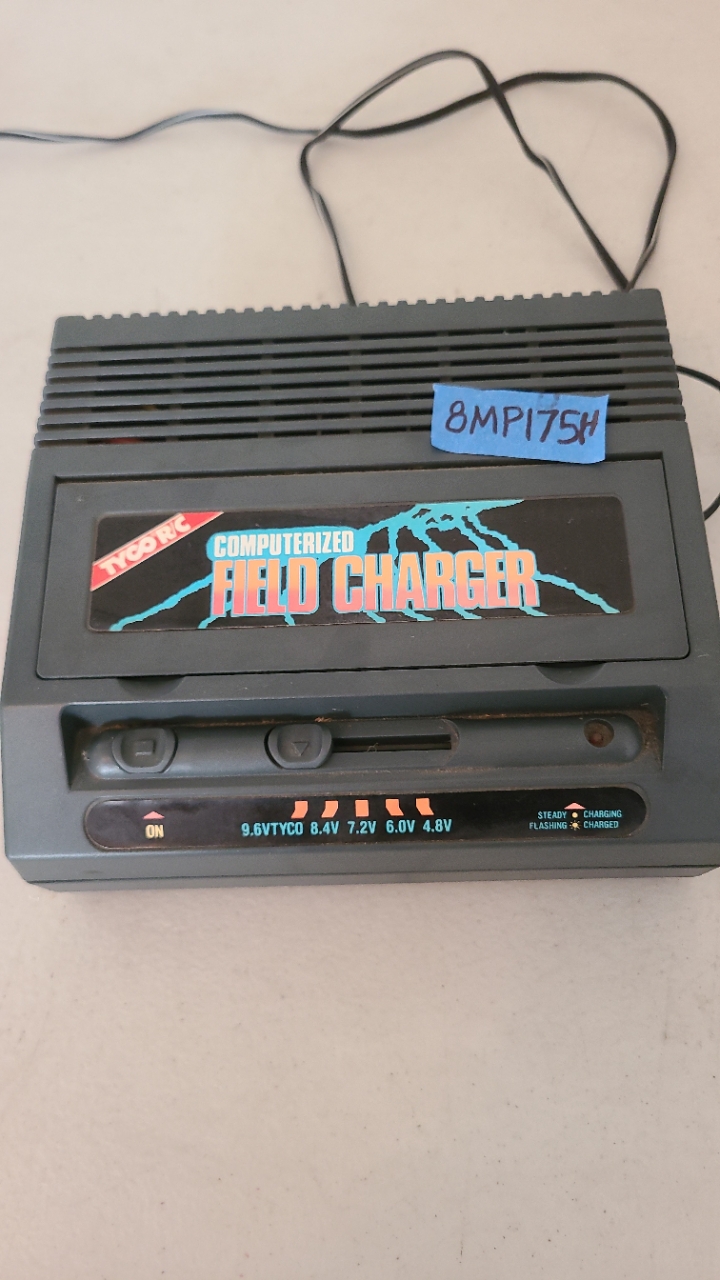 8MP175H
TYCO R/C
COMPUTERIZED
FIELD CHARGER
ON
9.6VTYCO 8.4V 7.2V 6.0V 4.8V
STEADY CHARGING
FLASHING CHARGED